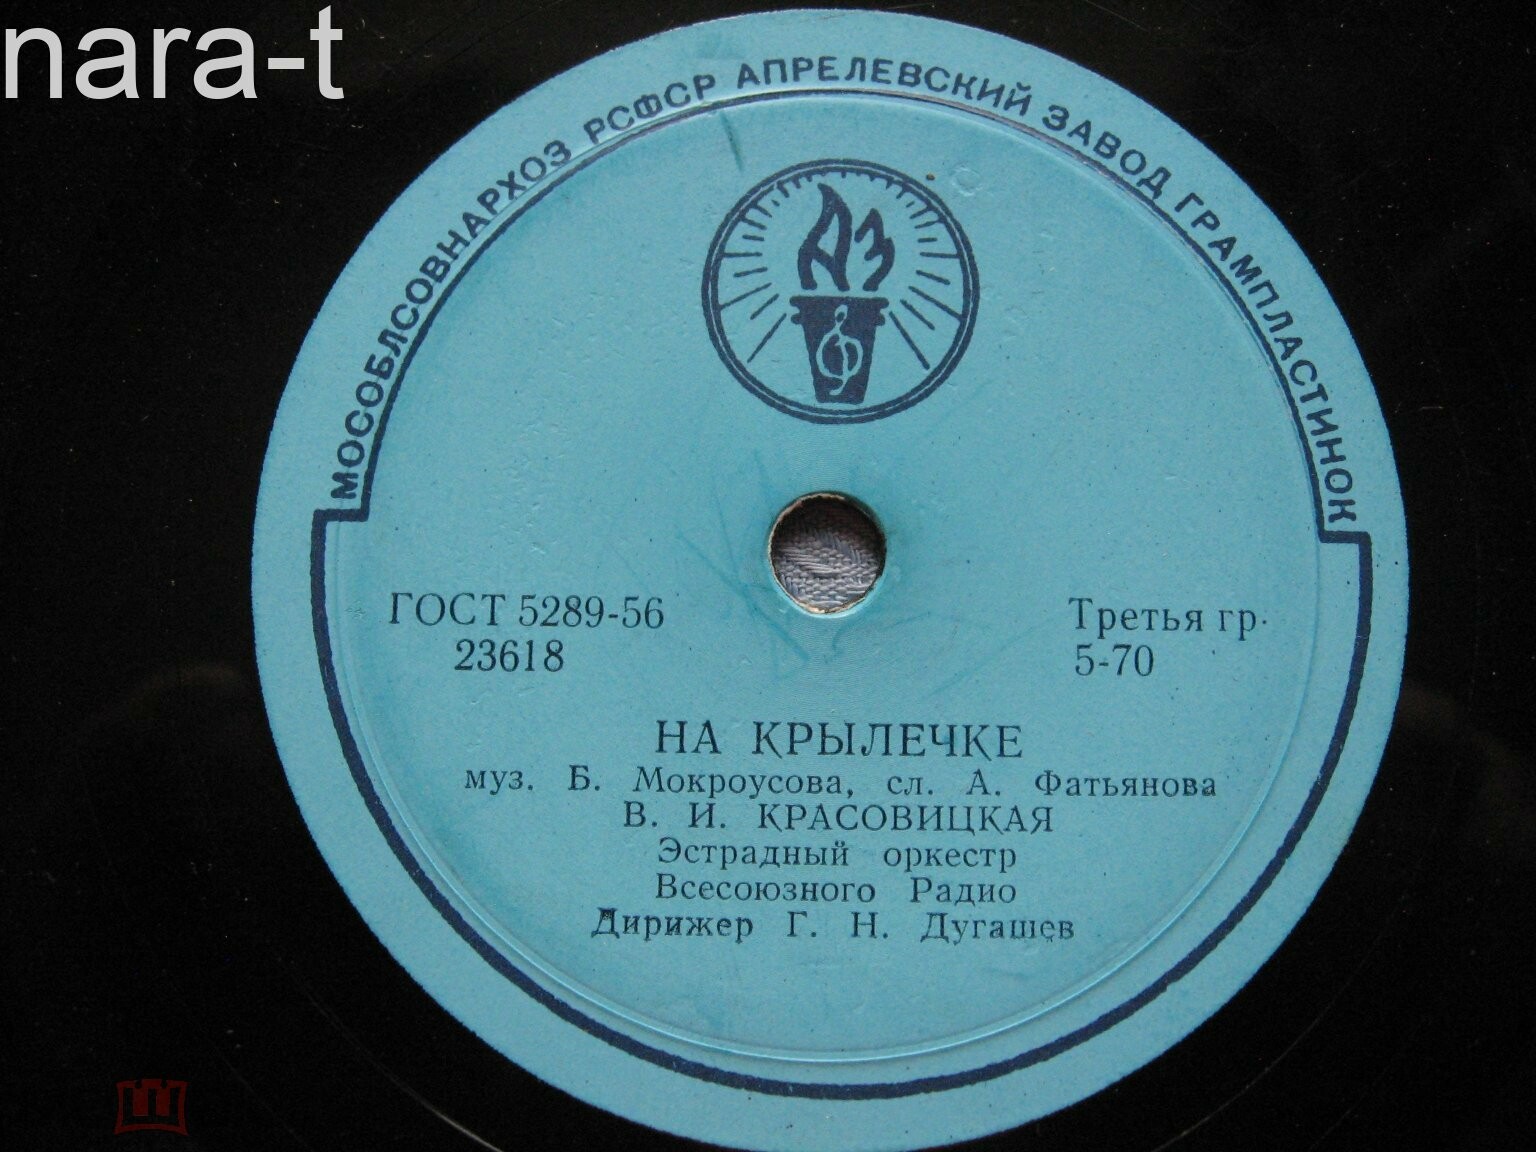 nara-t
МОСОБЛСОВНАРХОЗ РСФСР АПРЕЛЕВСКИЙ ЗАВОД ГРАМПЛАСТИНОК
АЗ
ГОСТ 5289-56
23618
Третья гр.
5-70
НА КРЫЛЕЧКЕ
муз. Б. Мокроусова, сл. А. Фатьянова
В. И. КРАСОВИЦКАЯ
Эстрадный оркестр
Всесоюзного Радио
Дирижер Г. Н. Дугашев